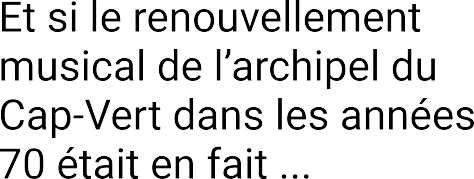 Et si le renouvellement
musical de l’archipel du
Cap-Vert dans les années
70 était en fait ...